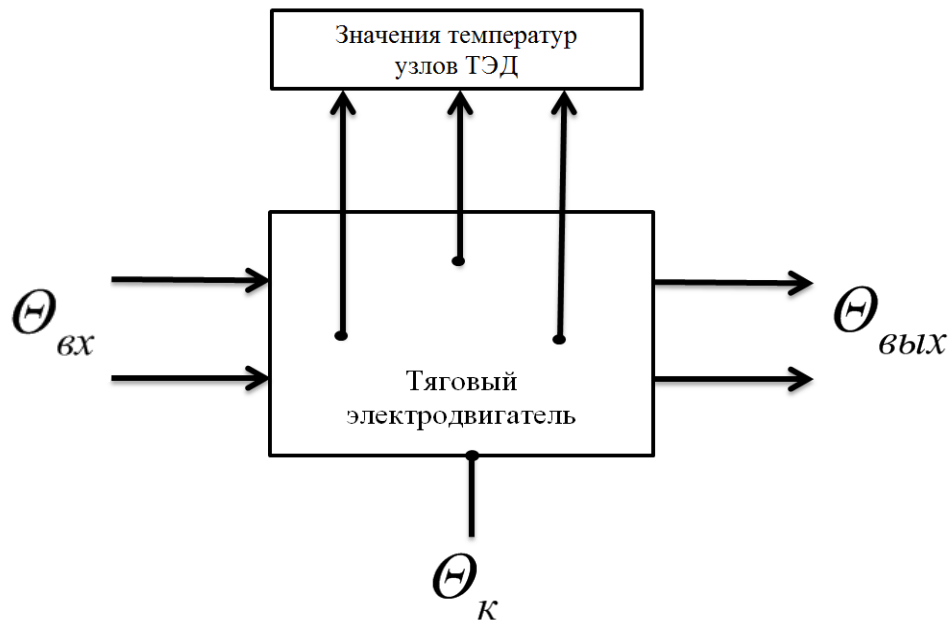 Значения температур
узлов ТЭД
Θвх
Θвых
Тяговый
электродвигатель
Θк